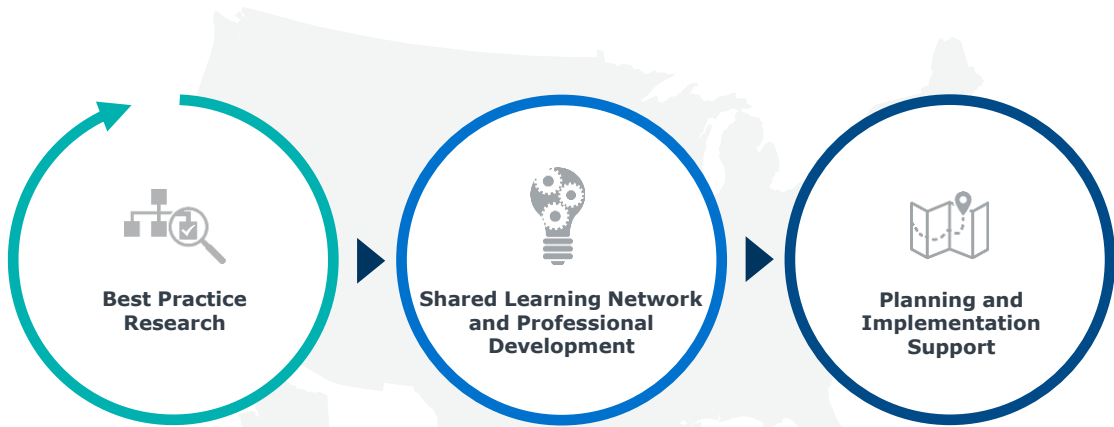 Best Practice
Research
Shared Learning Network
and Professional
Development
Planning and
Implementation
Support